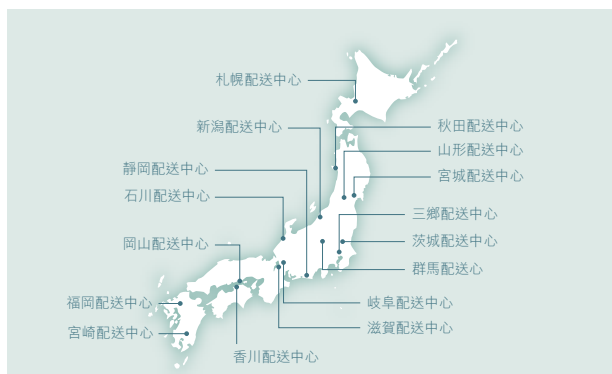 札幌配送中心
新潟配送中心
靜岡配送中心
石川配送中心
岡山配送中心
福岡配送中心
宮崎配送中心
香川配送中心
秋田配送中心
山形配送中心
宮城配送中心
三鄉配送中心
茨城配送中心
群馬配送心
岐阜配送中心
滋賀配送中心